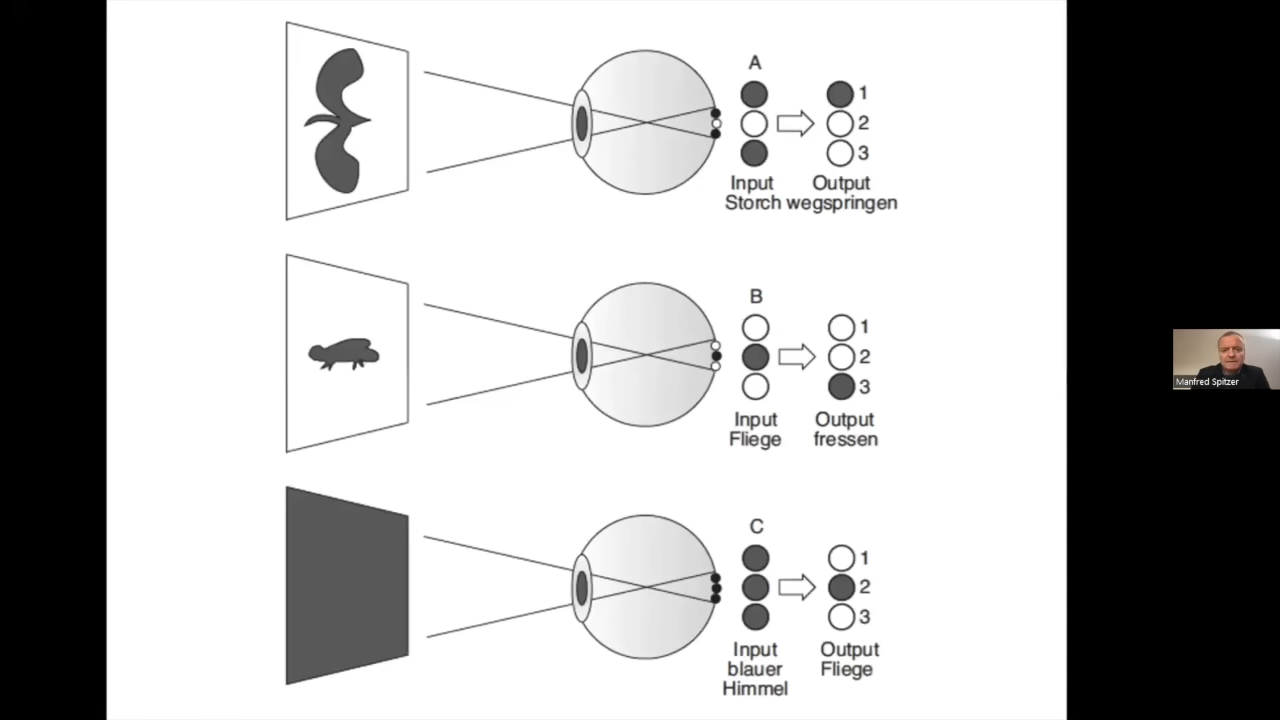 A
1
2
3
Input Output
Storch wegspringen
B
1
2
3
Input Output
Fliege fressen
C
1
2
3
Input Output
blauer Fliege
Himmel
Manfred Spitzer